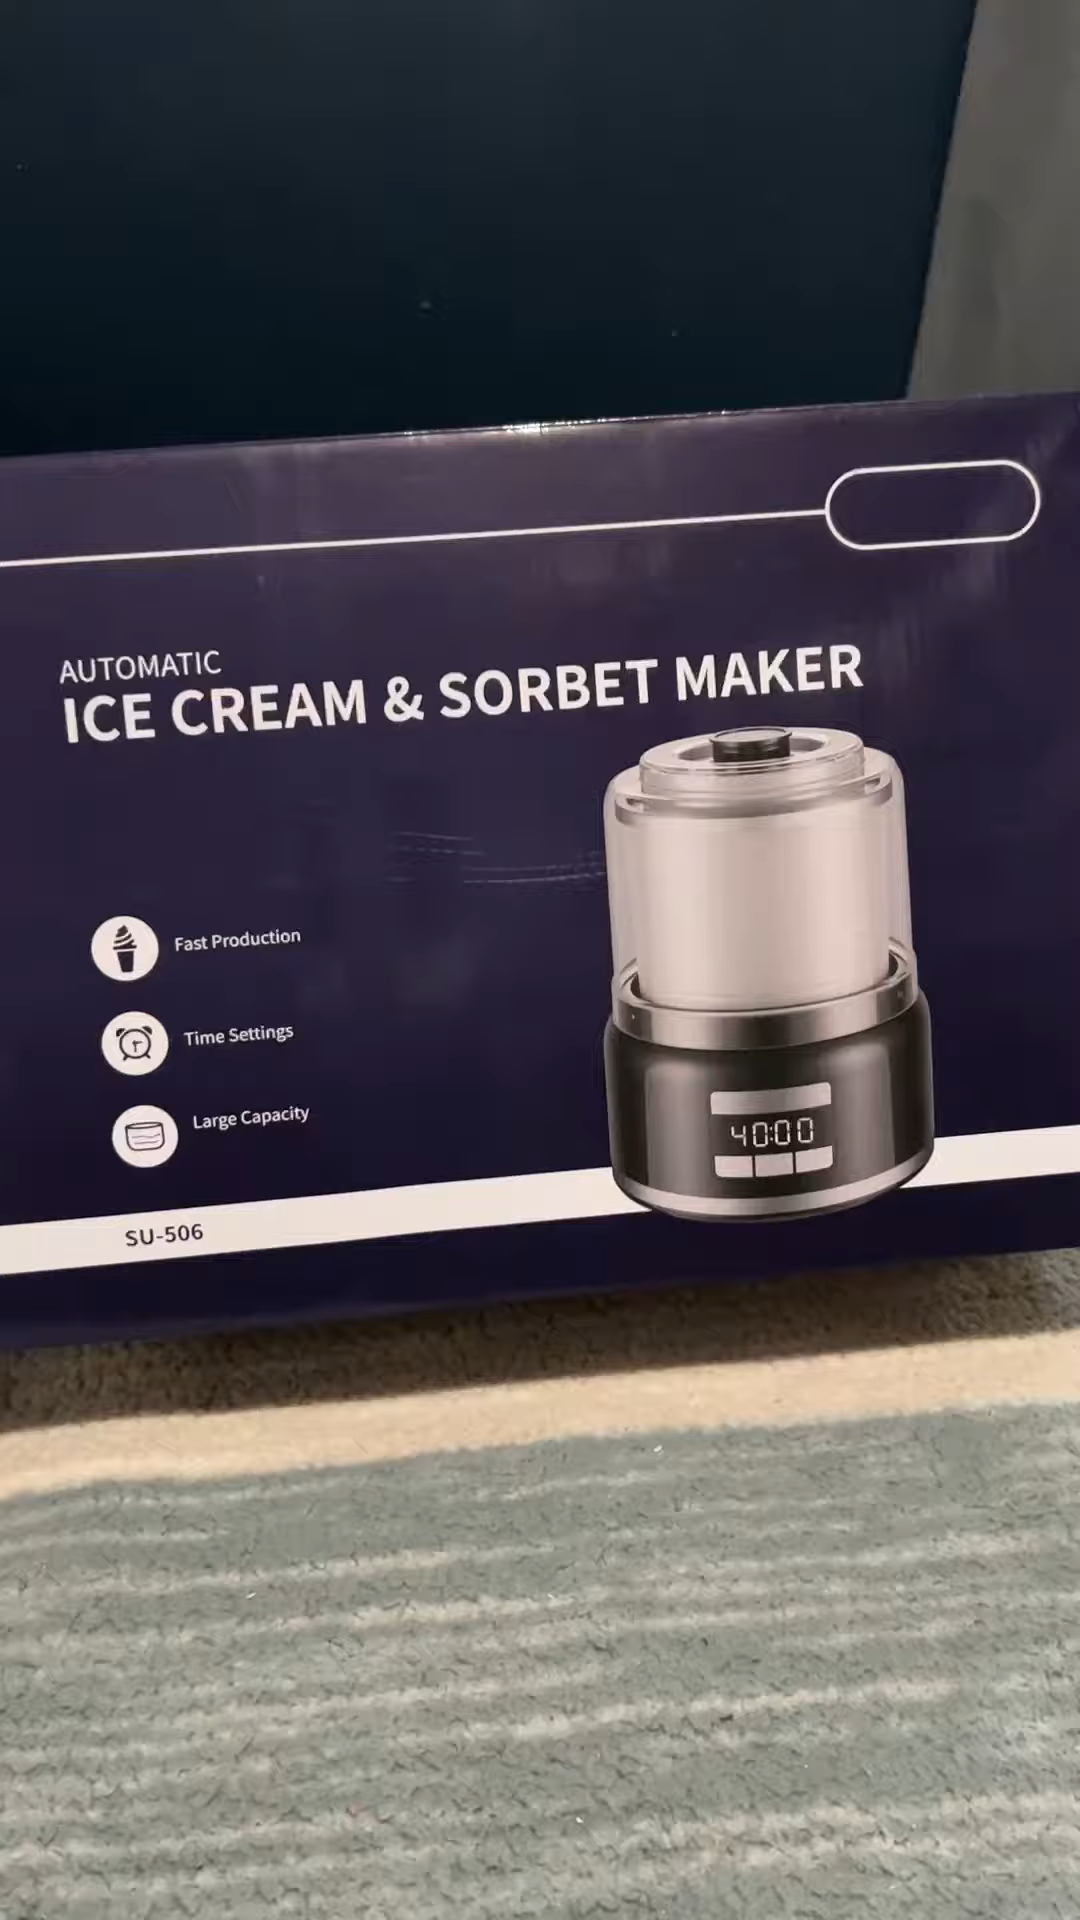 AUTOMATIC
ICE CREAM & SORBET MAKER
Fast Production
Time Settings
Large Capacity
40:00
SU-506